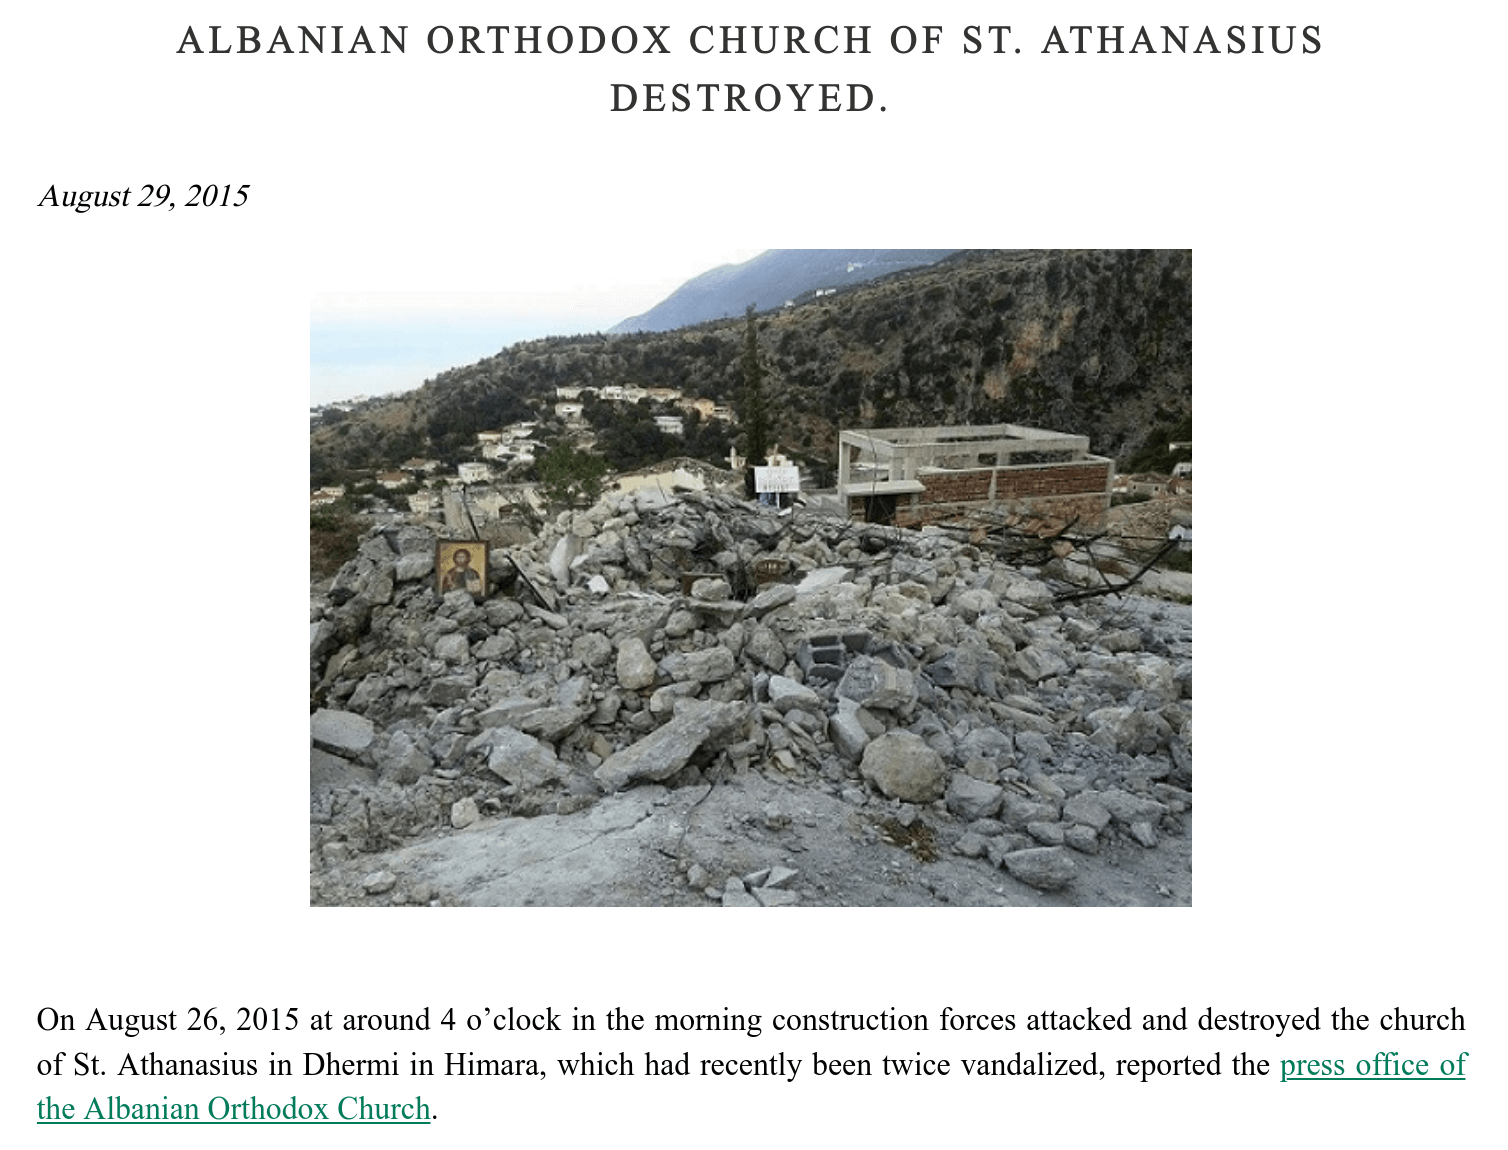 ALBANIAN ORTHODOX CHURCH OF ST. ATHANASIUS
DESTROYED.
August 29, 2015
On August 26, 2015 at around 4 o’clock in the morning construction forces attacked and destroyed the church
of St. Athanasius in Dhermi in Himara, which had recently been twice vandalized, reported the press office of
the Albanian Orthodox Church.